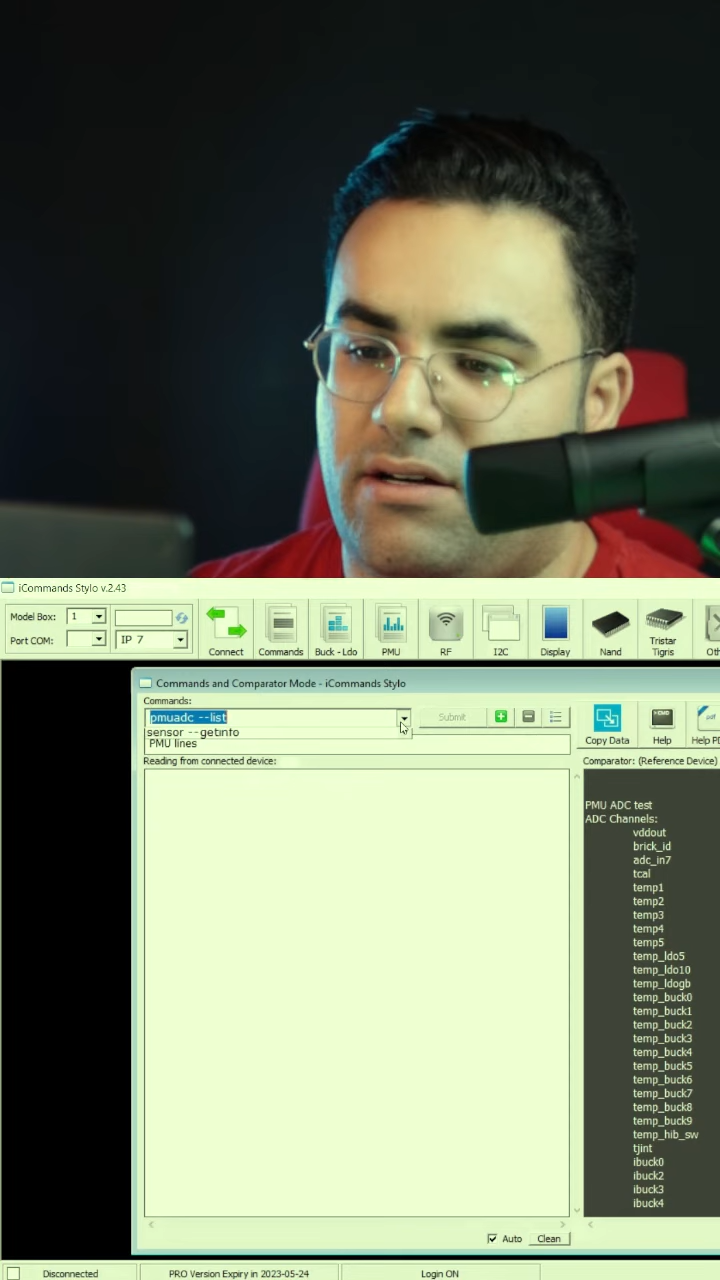 iCommands Stylo v.2.43
Model Box: 1
Port COM: IP 7
Connect
Commands
Buck - Ldo
PMU
RF
I2C
Display
Nand
Tristar
Tigris
Commands and Comparator Mode - iCommands Stylo
Commands:
pmuadc --list
Submit
sensor --getinfo
PMU lines
Copy Data
Help
Reading from connected device:
Comparator: (Reference Device)
PMU ADC test
ADC Channels:
vddout
brick_id
adc_in7
tcal
temp1
temp2
temp3
temp4
temp5
temp_ldo5
temp_ldo10
temp_ldogb
temp_buck0
temp_buck1
temp_buck2
temp_buck3
temp_buck4
temp_buck5
temp_buck6
temp_buck7
temp_buck8
temp_buck9
temp_hib_sw
tjint
ibuck0
ibuck2
ibuck3
ibuck4
Auto
Clean
Disconnected
PRO Version Expiry in 2023-05-24
Login ON